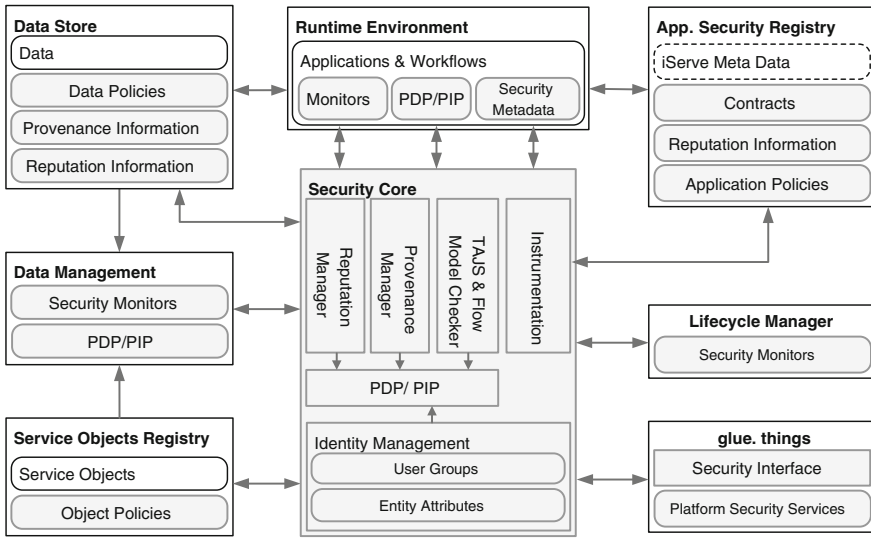 Data Store
Data
Data Policies
Provenance Information
Reputation Information
Runtime Environment
Applications & Workflows
Monitors
PDP/PIP
Security
Metadata
App. Security Registry
iServe Meta Data
Contracts
Reputation Information
Application Policies
Security Core
Reputation
Manager
Provenance
Manager
TAJS & Flow
Model Checker
Instrumentation
PDP/ PIP
Identity Management
User Groups
Entity Attributes
Data Management
Security Monitors
PDP/PIP
Lifecycle Manager
Security Monitors
Service Objects Registry
Service Objects
Object Policies
glue. things
Security Interface
Platform Security Services